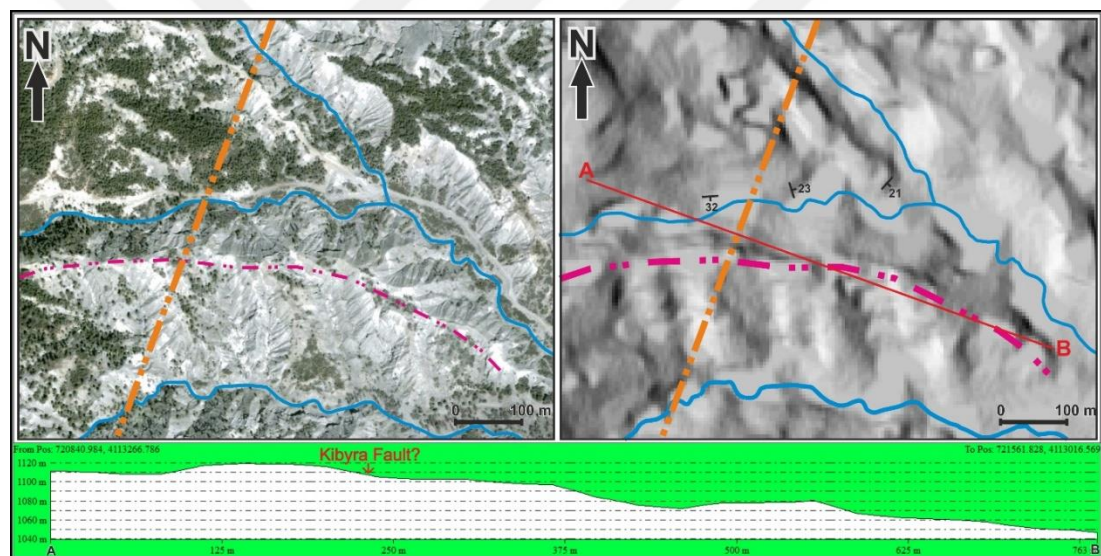 N
0 100 m
N
A
32
23
21
B
0 100 m
From Pos: 720840.984, 4113266.786
Kibyra Fault?
To Pos: 721561.828, 4113016.569
1120 m
1100 m
1080 m
1060 m
1040 m
A
125 m
250 m
375 m
500 m
625 m
763
B